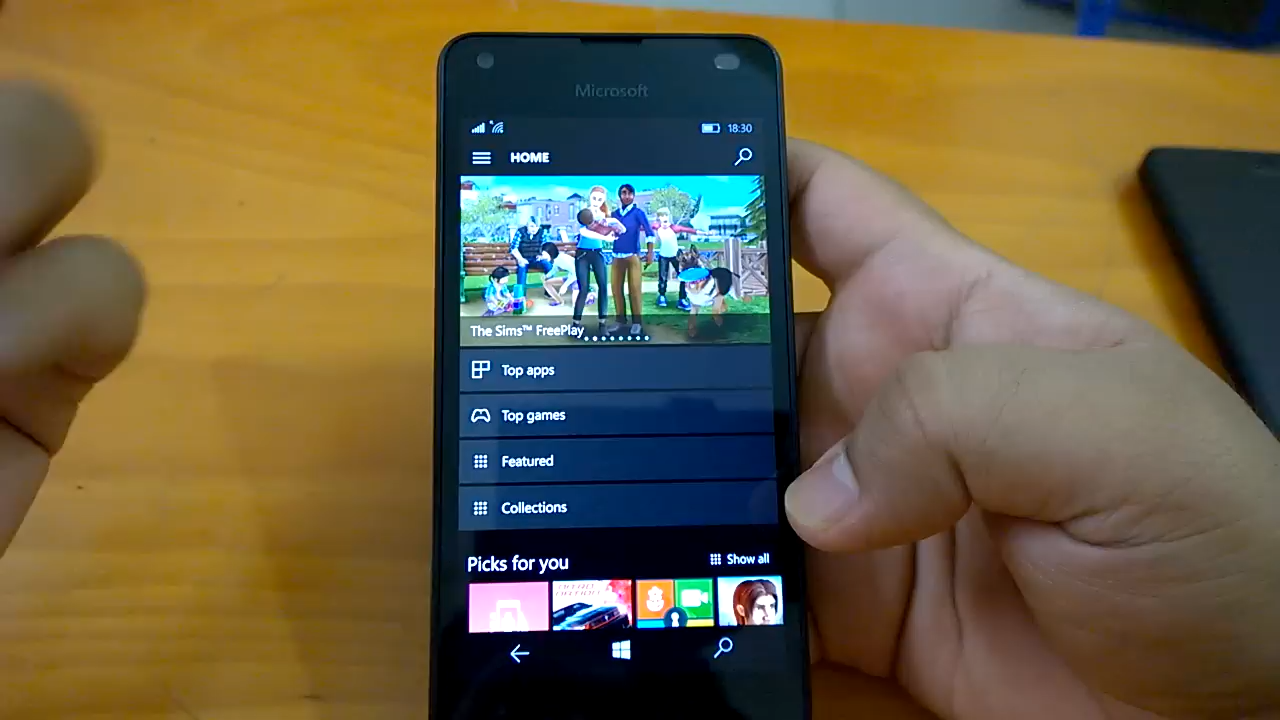 Microsoft
18:30
HOME
The Sims™ FreePlay
Top apps
Top games
Featured
Collections
Picks for you
Show all